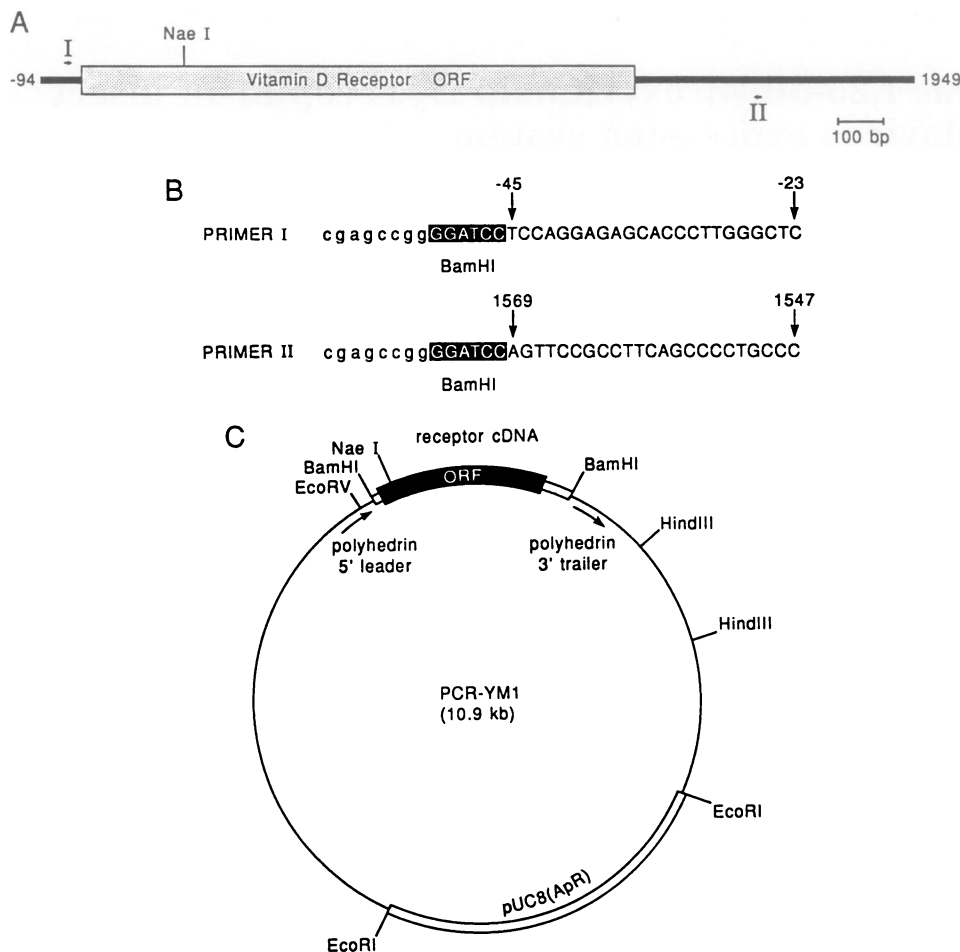 A
I
Nae I
-94
Vitamin D Receptor ORF
1949
II
100 bp
B
-45
-23
PRIMER I
cgagccggGGATCCTCCAGGAGAGCACCCTTGGGCTC
BamHI
1569
1547
PRIMER II
cgagccggGGATCCAGTTCCGCCTTCAGCCCCTGCCC
BamHI
C
receptor cDNA
Nae I
BamHI
EcoRV
ORF
BamHI
polyhedrin
5' leader
polyhedrin
3' trailer
HindIII
HindIII
PCR-YM1
(10.9 kb)
EcoRI
pUC8(ApR)
EcoRI